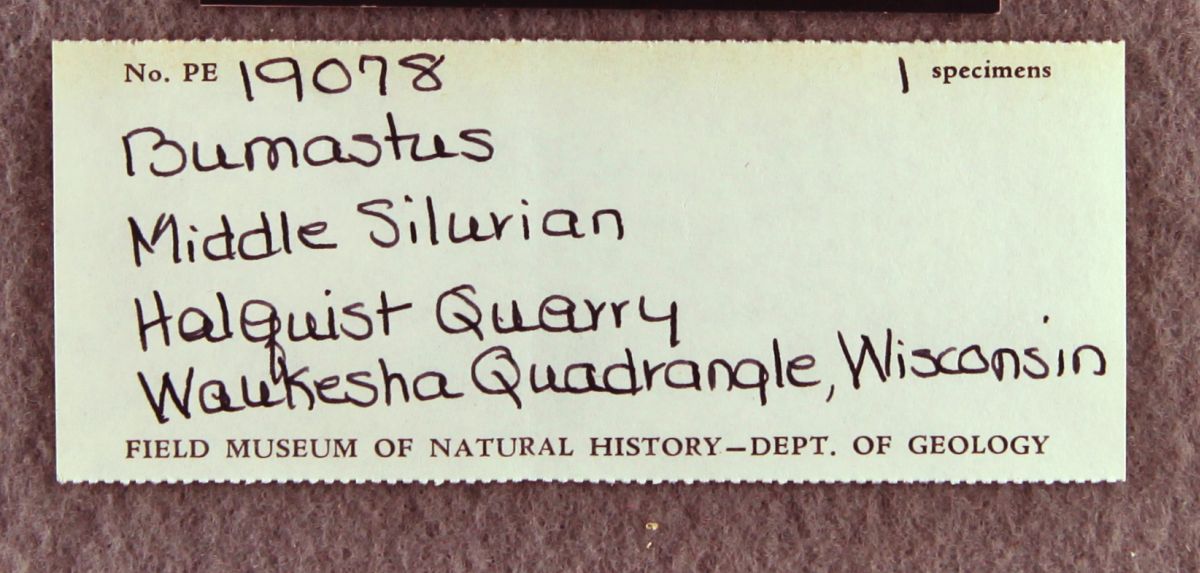 No. PE 19078 1 specimens
Bumastus
Middle Silurian
Halquist Quarry
Waukesha Quadrangle, Wisconsin
FIELD MUSEUM OF NATURAL HISTORY—DEPT. OF GEOLOGY